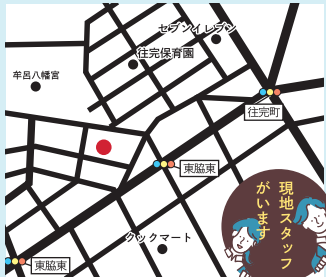 セブンイレブン
往完保育園
牟呂八幡宮
往完町
東脇東
現地スタッフ
がいます
クックマート
東脇東